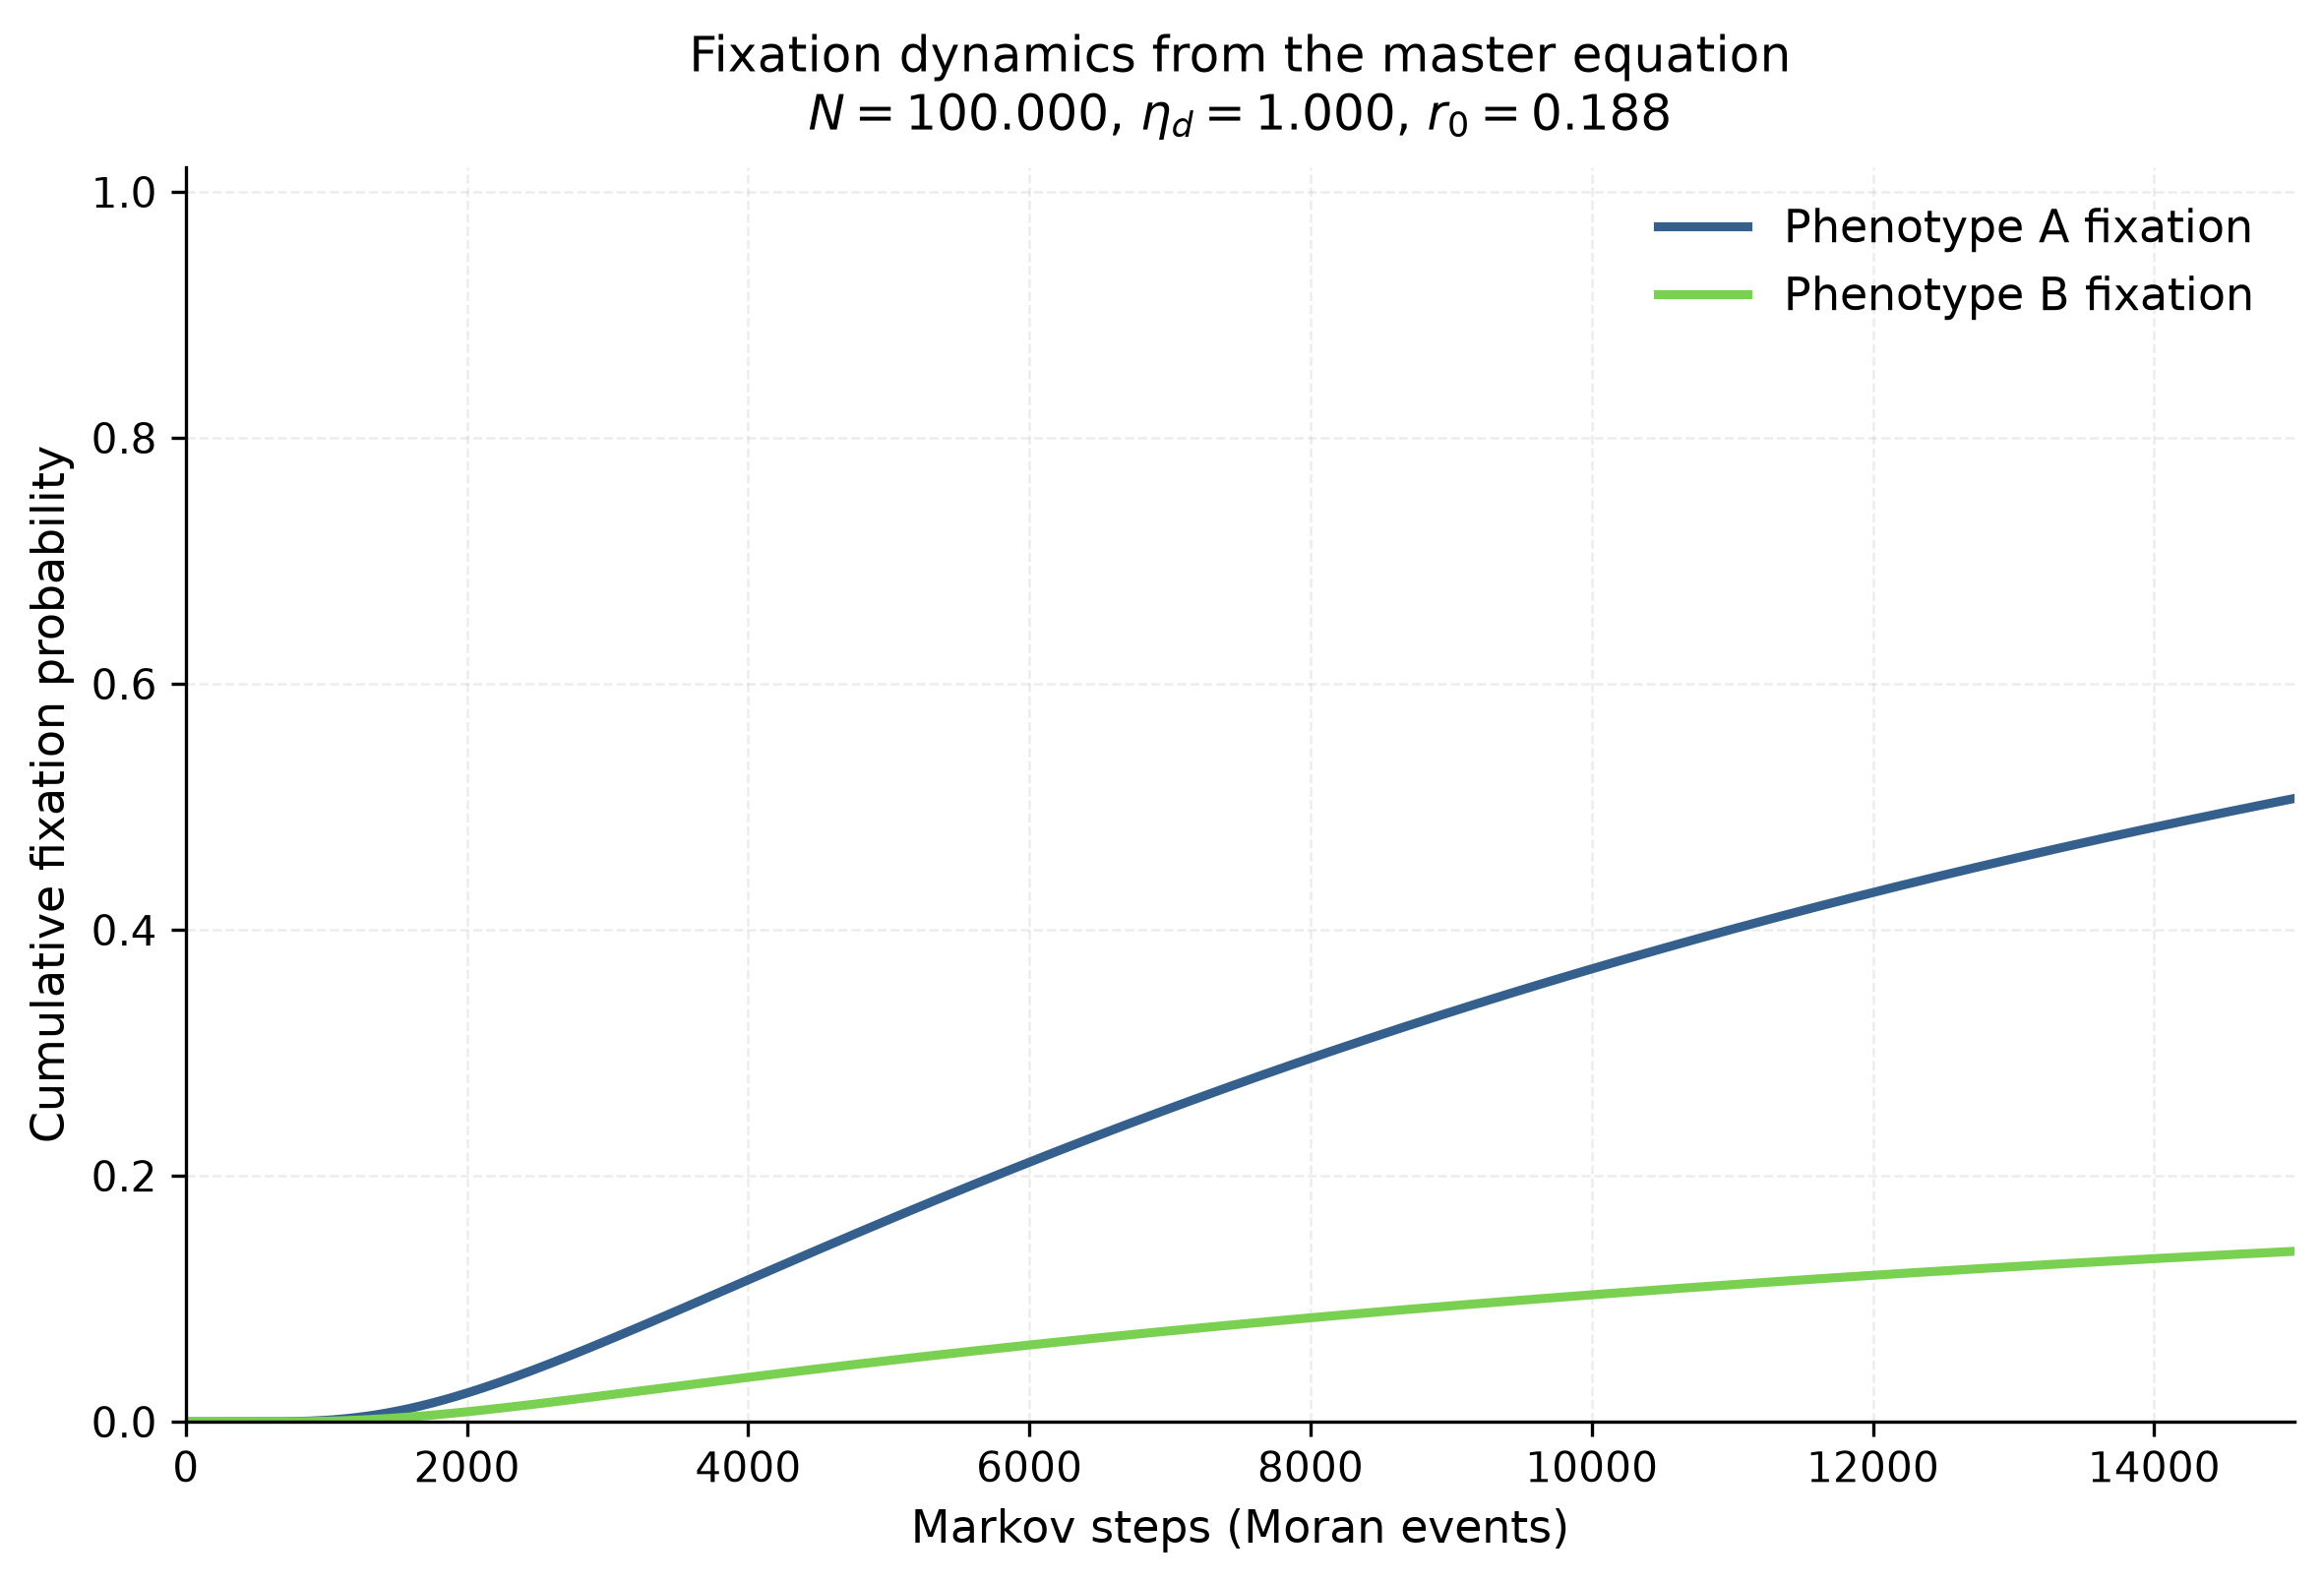 Fixation dynamics from the master equation
N = 100.000, η_d = 1.000, r_0 = 0.188
Phenotype A fixation
Phenotype B fixation
Cumulative fixation probability
1.0
0.8
0.6
0.4
0.2
0.0
0 2000 4000 6000 8000 10000 12000 14000
Markov steps (Moran events)